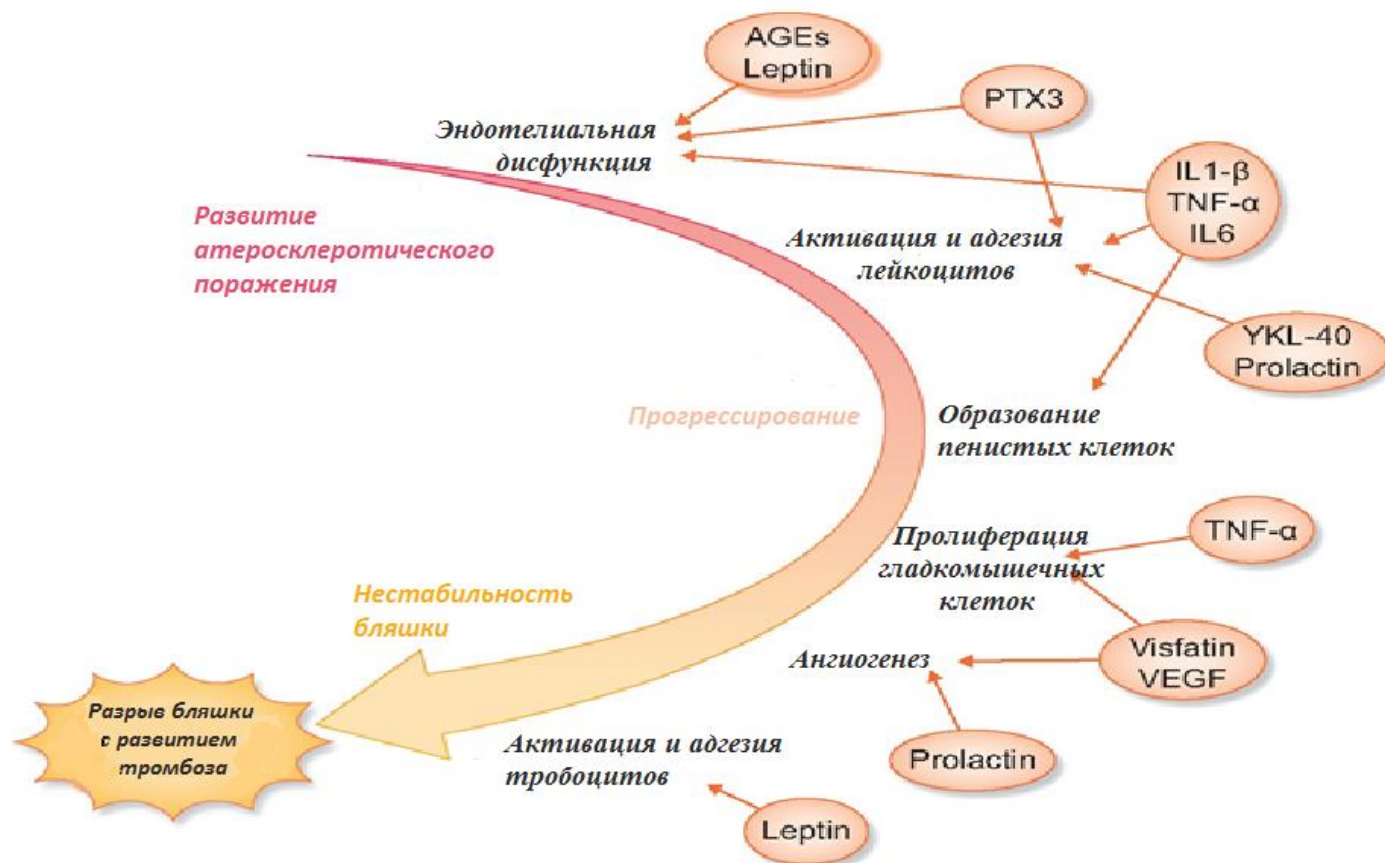 AGEs
Leptin
PTX3
Эндотелиальная
дисфункция
IL1-β
TNF-α
IL6
Развитие
атеросклеротического
поражения
Активация и адгезия
лейкоцитов
YKL-40
Prolactin
Прогрессирование
Образование
пенистых клеток
TNF-α
Пролиферация
гладкомышечных
клеток
Нестабильность
бляшки
Ангиогенез
Visfatin
VEGF
Разрыв бляшки
с развитием
тромбоза
Активация и адгезия
тробоцитов
Prolactin
Leptin